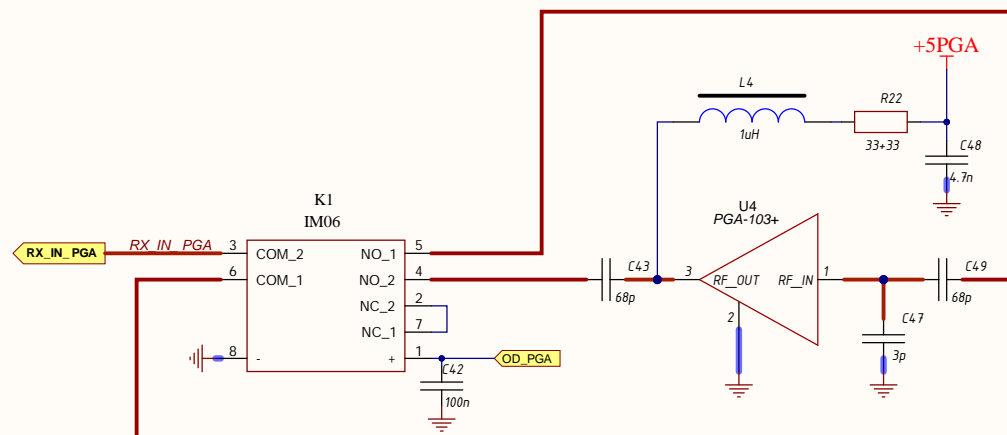 +5PGA
L4
1uH
R22
33+33
C48
4.7n
K1
IM06
U4
PGA-103+
RX_IN_PGA
RX_IN_PGA
3
COM_2
NO_1
5
6
COM_1
NO_2
4
NC_2
2
NC_1
7
8
-
+
1
OD_PGA
C42
100n
C43
68p
3
RF_OUT
RF_IN
1
2
C49
68p
C47
3p